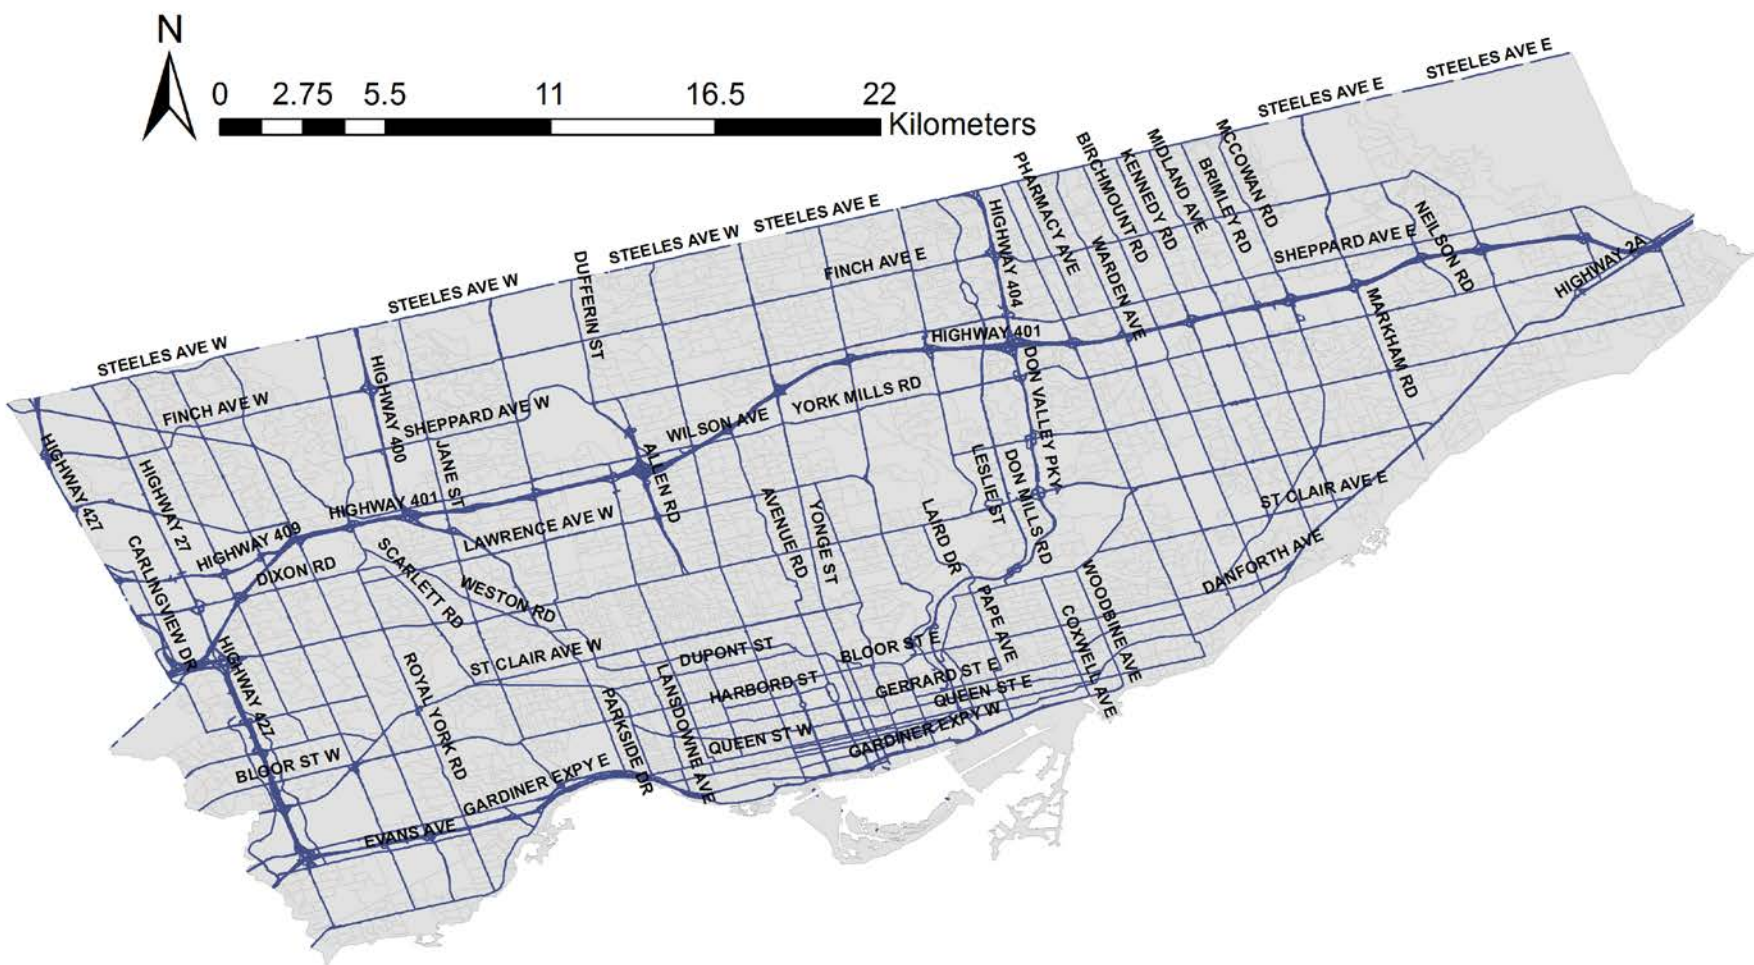 N
0 2.75 5.5 11 16.5 22
Kilometers
STEELES AVE E
STEELES AVE E
STEELES AVE E
STEELES AVE W
STEELES AVE W
STEELES AVE W
MCCOWAN RD
MIDLAND AVE
BRIMLEY RD
KENNEDY RD
BIRCHMOUNT RD
PHARMACY AVE
WARDEN AVE
HIGHWAY 404
FINCH AVE E
SHEPPARD AVE E
NEILSON RD
HIGHWAY 2A
MARKHAM RD
DUFFERIN ST
HIGHWAY 401
DON VALLEY PKY
YORK MILLS RD
WILSON AVE
SHEPPARD AVE W
FINCH AVE W
HIGHWAY 400
JANE ST
ALLEN RD
HIGHWAY 427
HIGHWAY 27
HIGHWAY 401
HIGHWAY 409
CARLINGVIEW DR
DIXON RD
SCARLETT RD
WESTON RD
LAWRENCE AVE W
AVENUE RD
YONGE ST
LAIRD DR
LESLIE ST
DON MILLS RD
ST CLAIR AVE E
DANFORTH AVE
WOODBINE AVE
COXWELL AVE
PAPE AVE
BLOOR ST E
DUPONT ST
ST CLAIR AVE W
HARBORD ST
GERRARD ST E
QUEEN ST E
GARDINER EXPY W
QUEEN ST W
LANSDOWNE AVE
PARKSIDE DR
ROYAL YORK RD
HIGHWAY 427
BLOOR ST W
GARDINER EXPY E
EVANS AVE